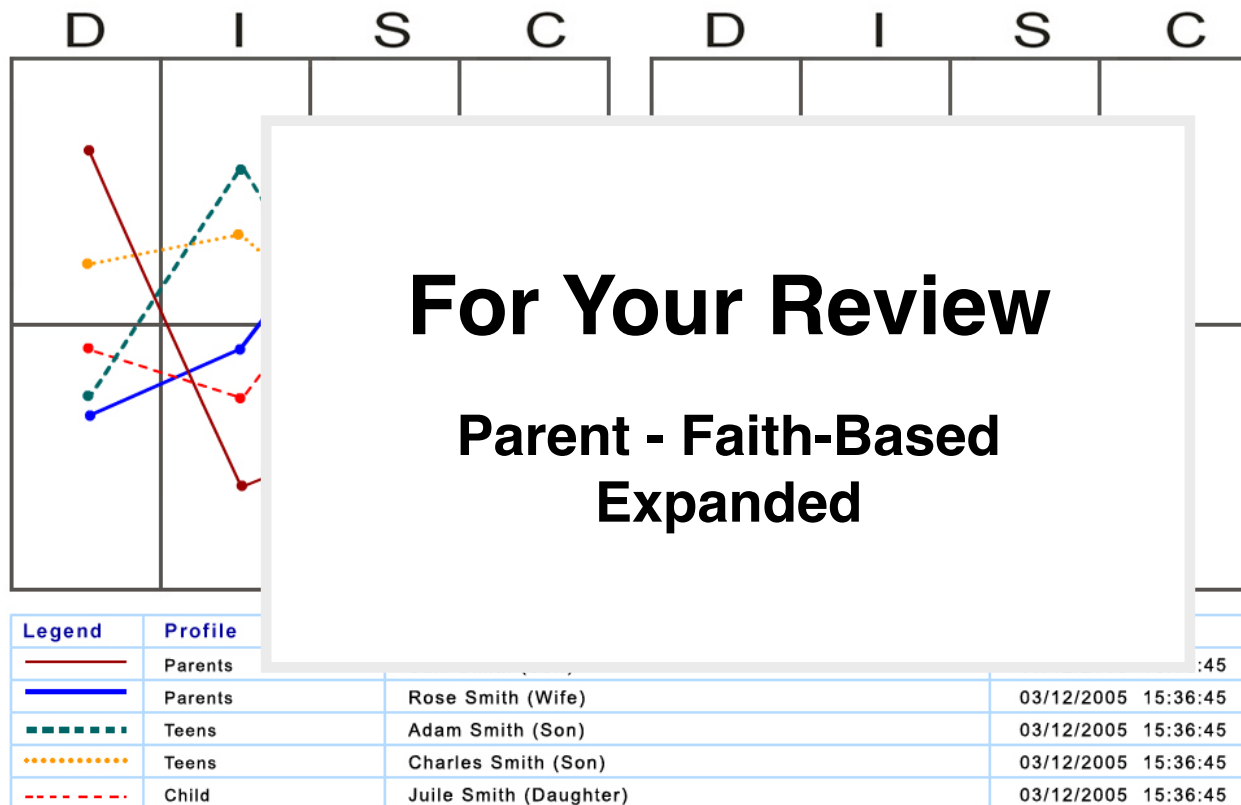 D I S C D I S C
For Your Review
Parent - Faith-Based
Expanded
Legend Profile
Parents :45
Parents Rose Smith (Wife) 03/12/2005 15:36:45
Teens Adam Smith (Son) 03/12/2005 15:36:45
Teens Charles Smith (Son) 03/12/2005 15:36:45
Child Juile Smith (Daughter) 03/12/2005 15:36:45